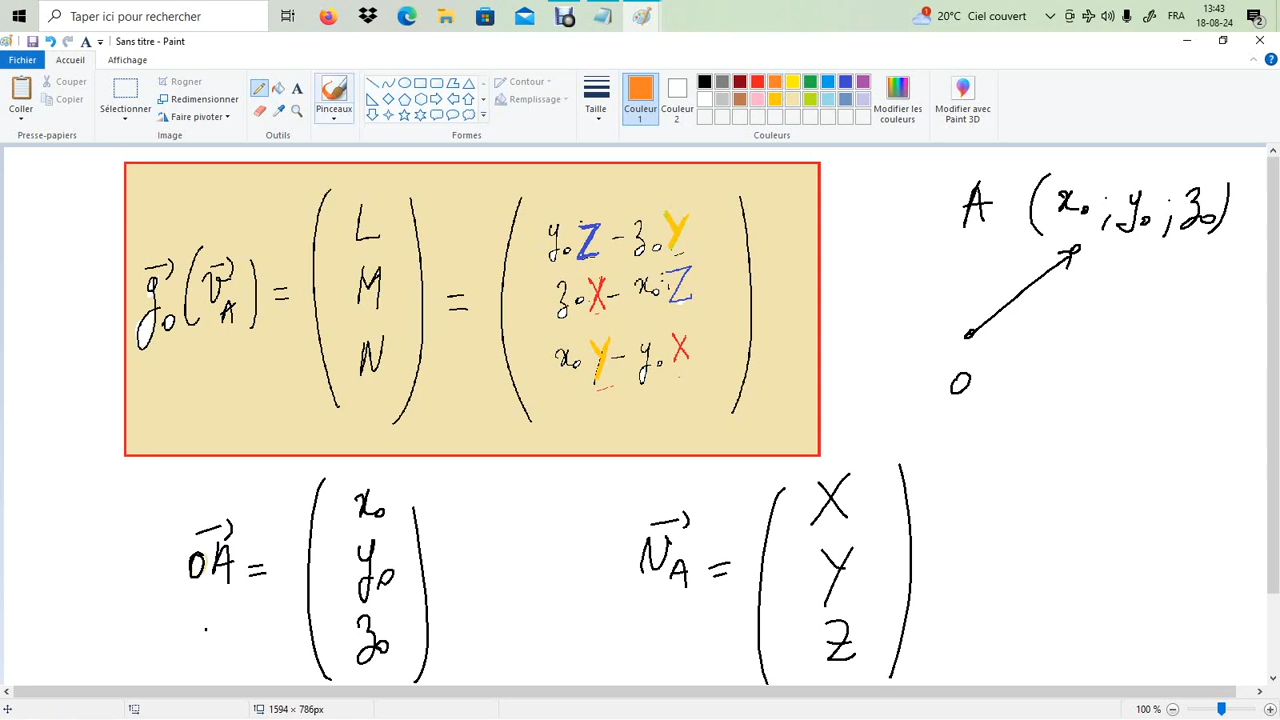 Taper ici pour rechercher
20°C Ciel couvert
FRA
13:43
18-08-24
2
Sans titre - Paint
Fichier Accueil Affichage
Coller
Couper
Copier
Presse-papiers
Sélectionner
Rogner
Redimensionner
Faire pivoter
Image
A
Outils
Pinceaux
Contour
Remplissage
Formes
Taille
Couleur 1
Couleur 2
Modifier les couleurs
Couleurs
Modifier avec Paint 3D
A (x₀ ; y₀ ; z₀)
O
L y₀Z - z₀Y
M z₀X - x₀Z
N x₀Y - y₀X
OA = x₀
y₀
z₀
A = X
Y
Z
1594 × 786px
100 %